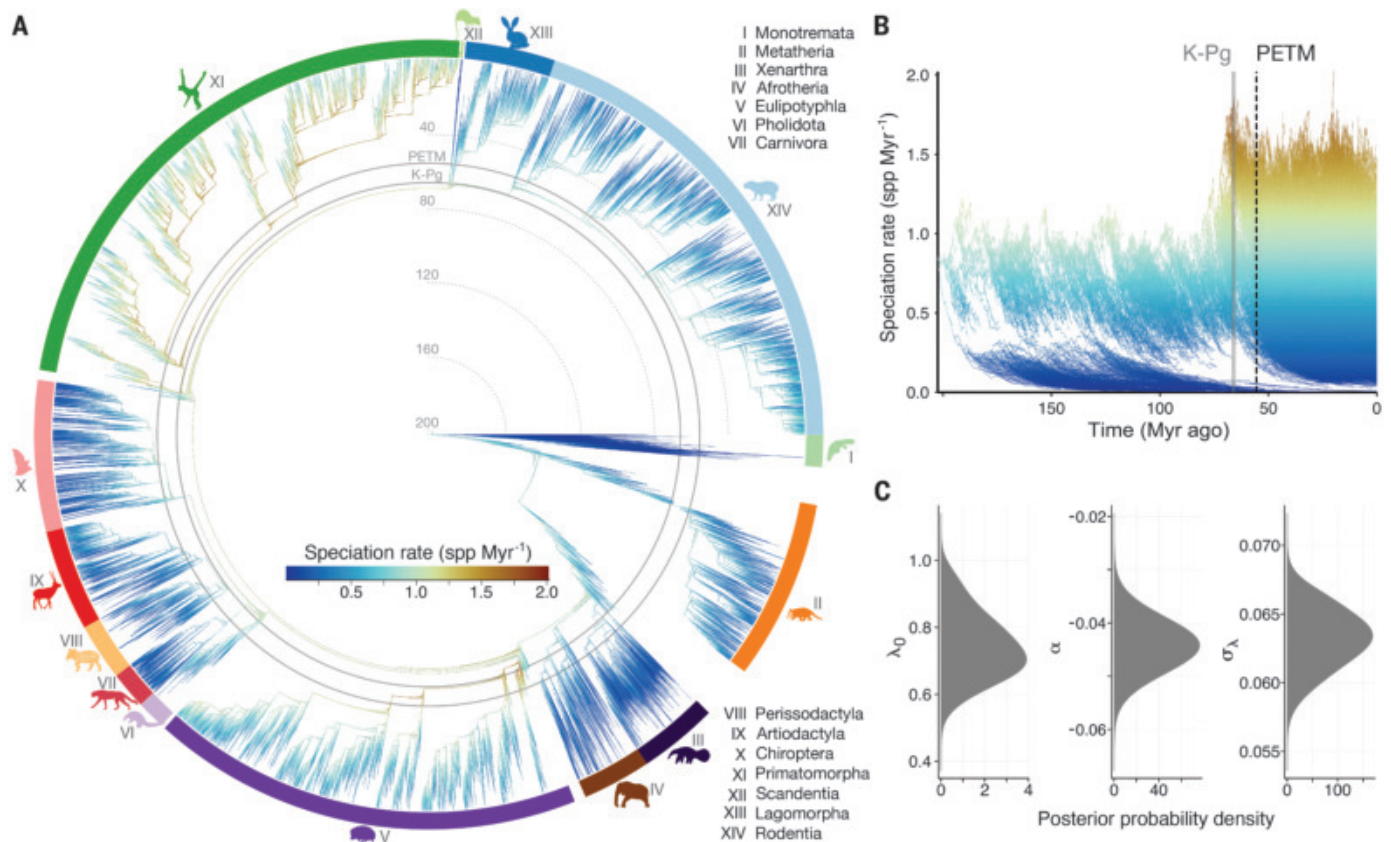 A
XII
XIII
XI
I Monotremata
II Metatheria
III Xenarthra
IV Afrotheria
V Eulipotyphla
VI Pholidota
VII Carnivora
40
PETM
K-Pg
80
XIV
120
160
200
I
X
Speciation rate (spp Myr⁻¹)
0.5 1.0 1.5 2.0
IX
II
VIII
VII
VI
III
IV
V
VIII Perissodactyla
IX Artiodactyla
X Chiroptera
XI Primatomorpha
XII Scandentia
XIII Lagomorpha
XIV Rodentia
B
K-Pg PETM
Speciation rate (spp Myr⁻¹)
2.0
1.5
1.0
0.5
0.0
150 100 50 0
Time (Myr ago)
C
λ₀
1.0
0.8
0.6
0.4
0 2 4
α
-0.02
-0.04
-0.06
0 40
σλ
0.070
0.065
0.060
0.055
0 100
Posterior probability density